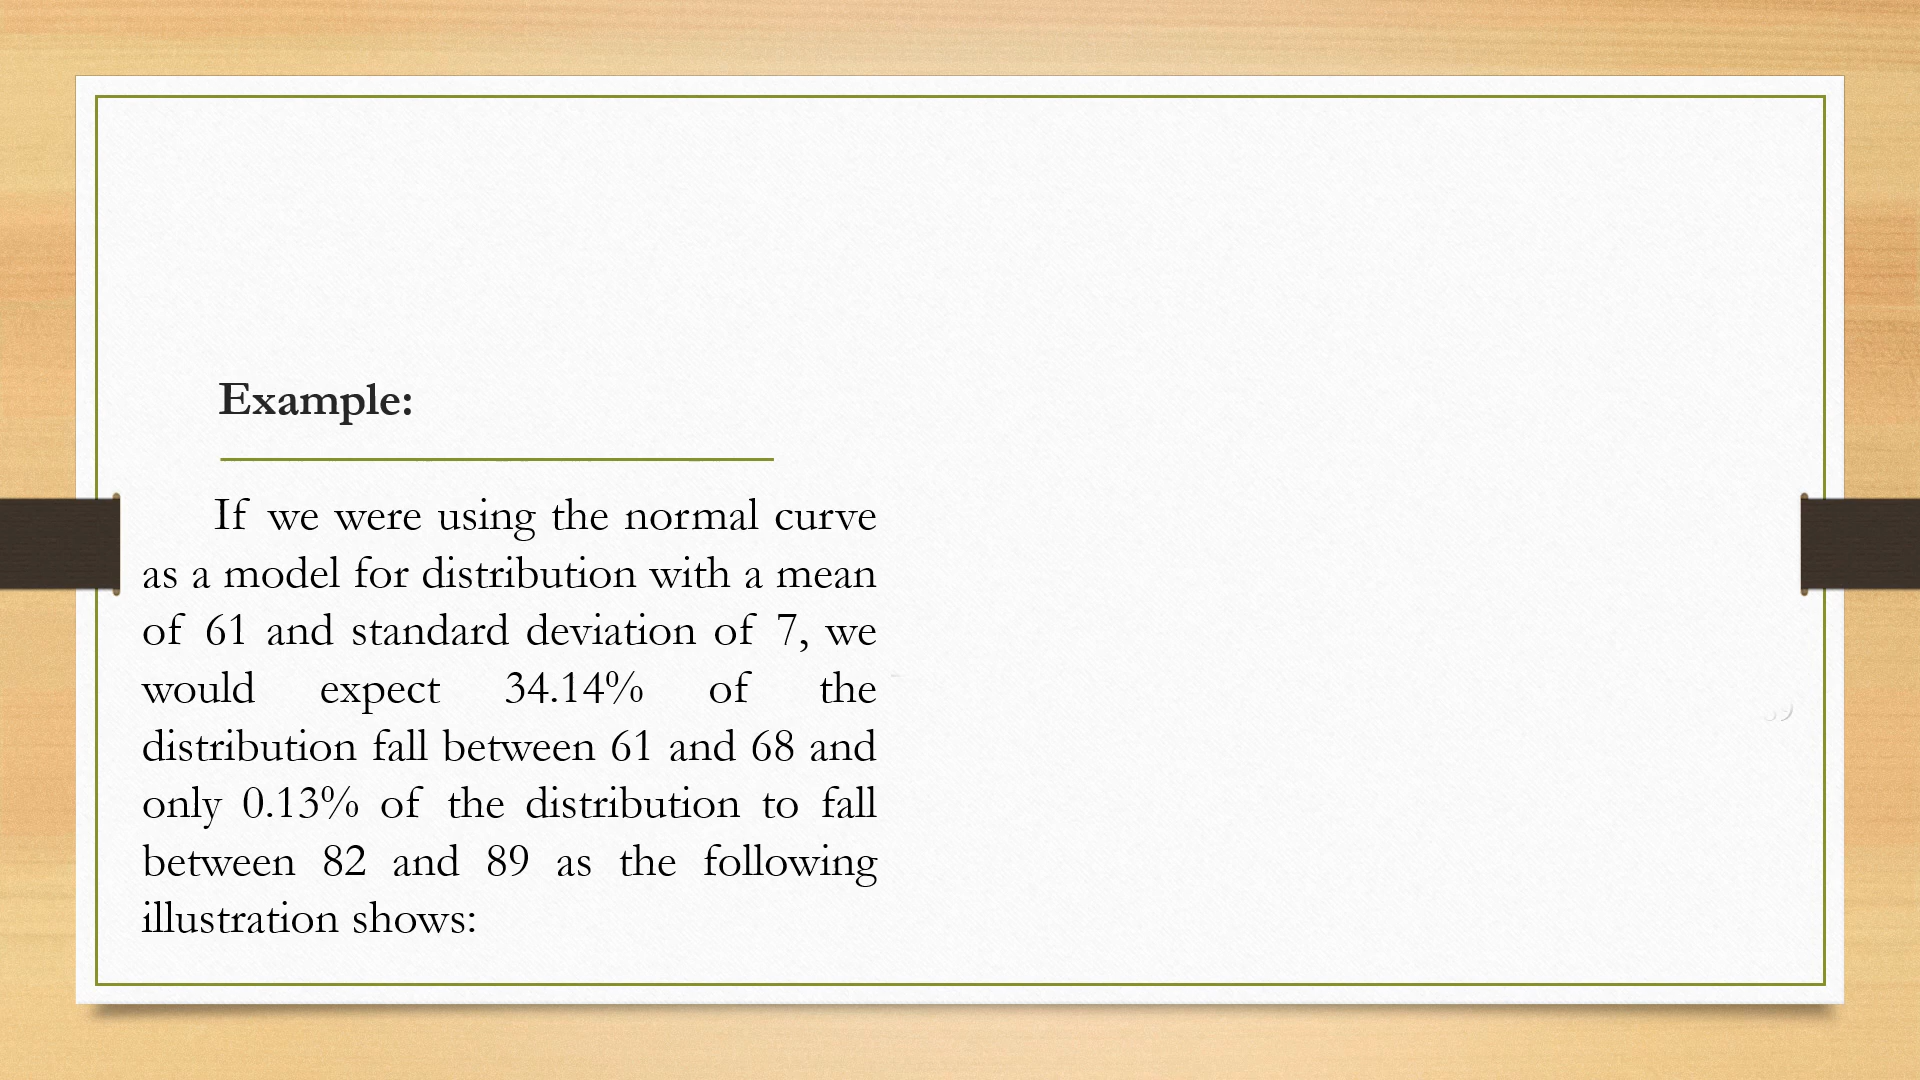 Example:
If we were using the normal curve
as a model for distribution with a mean
of 61 and standard deviation of 7, we
would expect 34.14% of the
distribution fall between 61 and 68 and
only 0.13% of the distribution to fall
between 82 and 89 as the following
illustration shows: